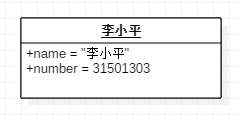 李小平
+name = "李小平"
+number = 31501303